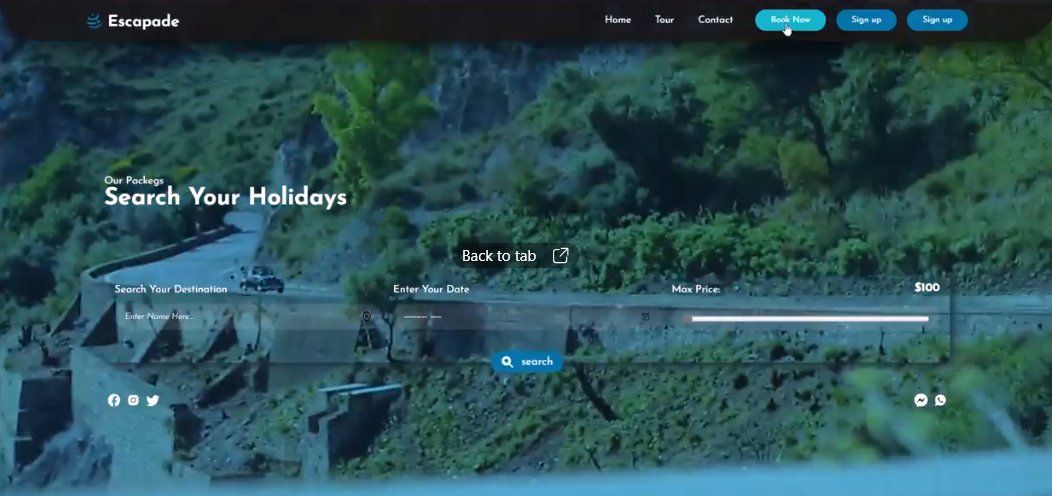 Escapade
Home Tour Contact Book Now Sign up Sign up
Our Packegs
Search Your Holidays
Back to tab
Search Your Destination Enter Your Date Max Price: $100
Enter Name Here... --------- ----
search